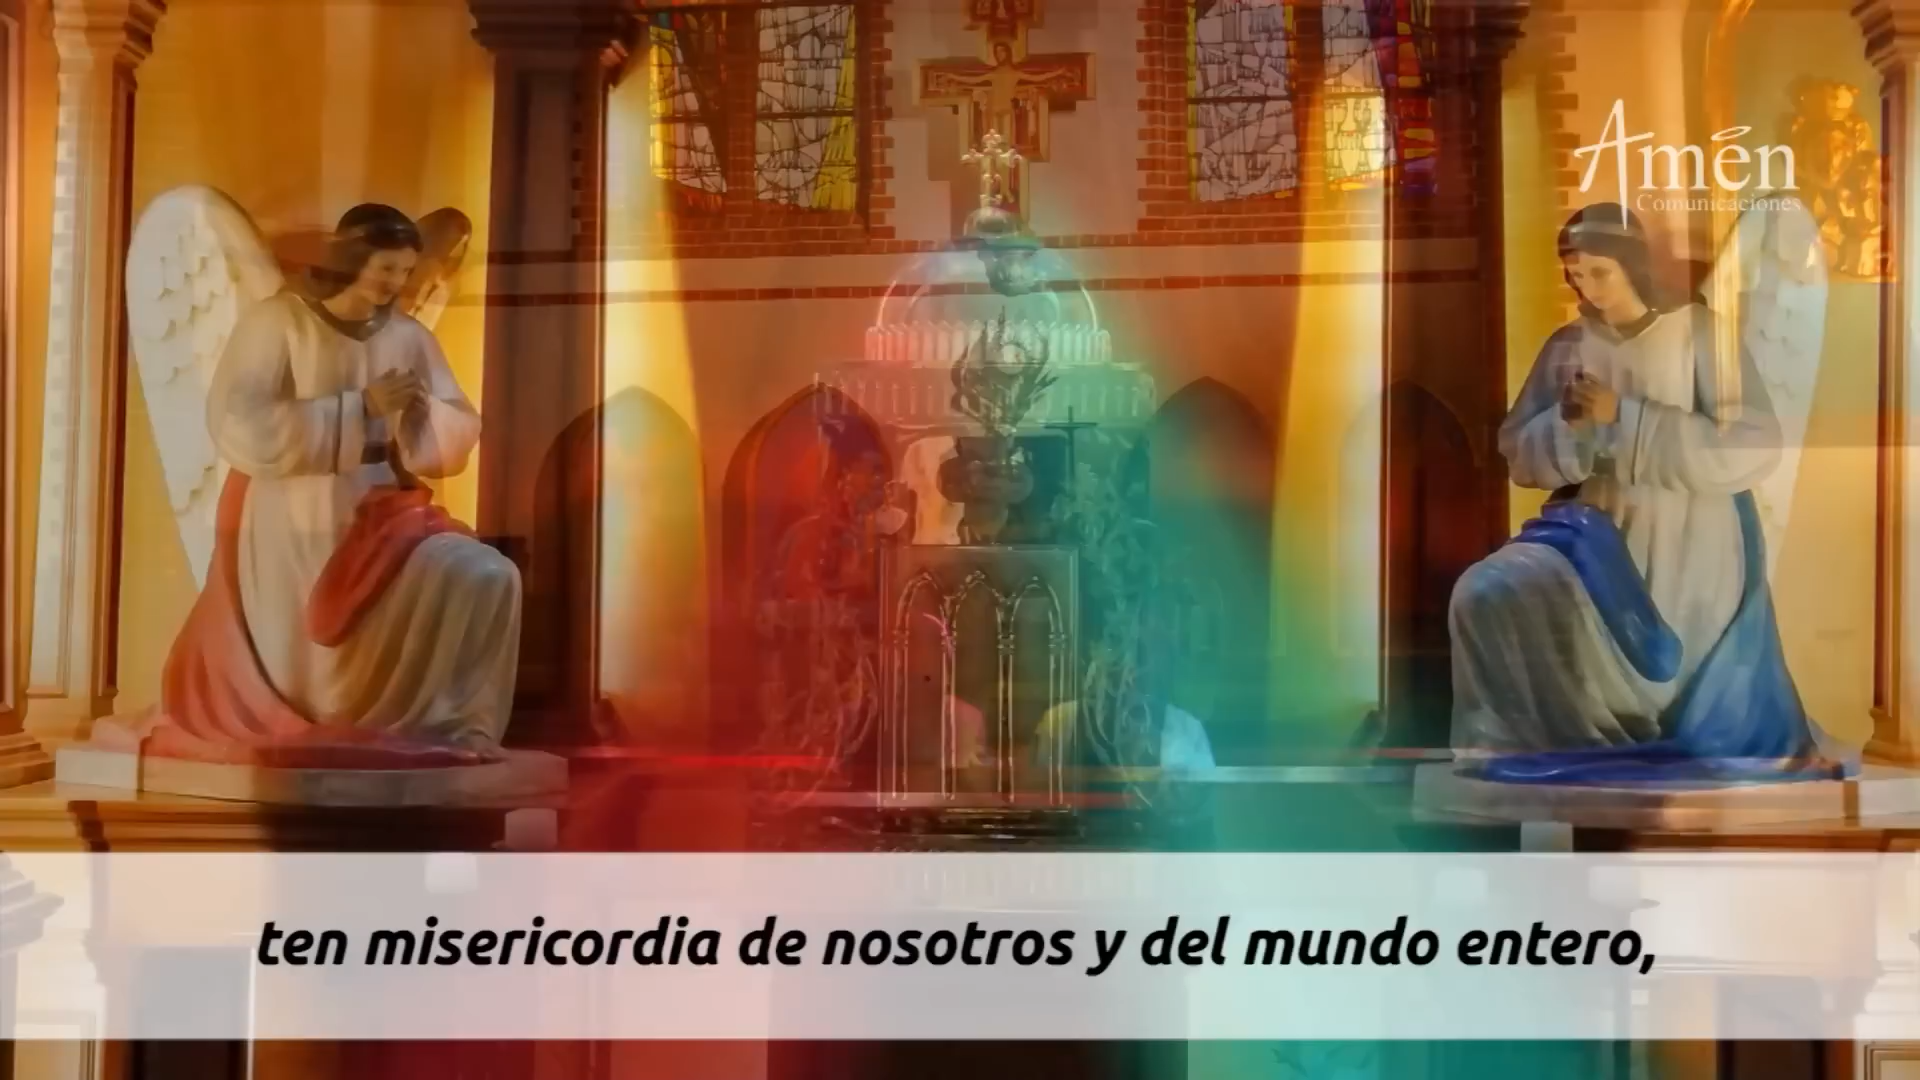 Amén
Comunicaciones
ten misericordia de nosotros y del mundo entero,